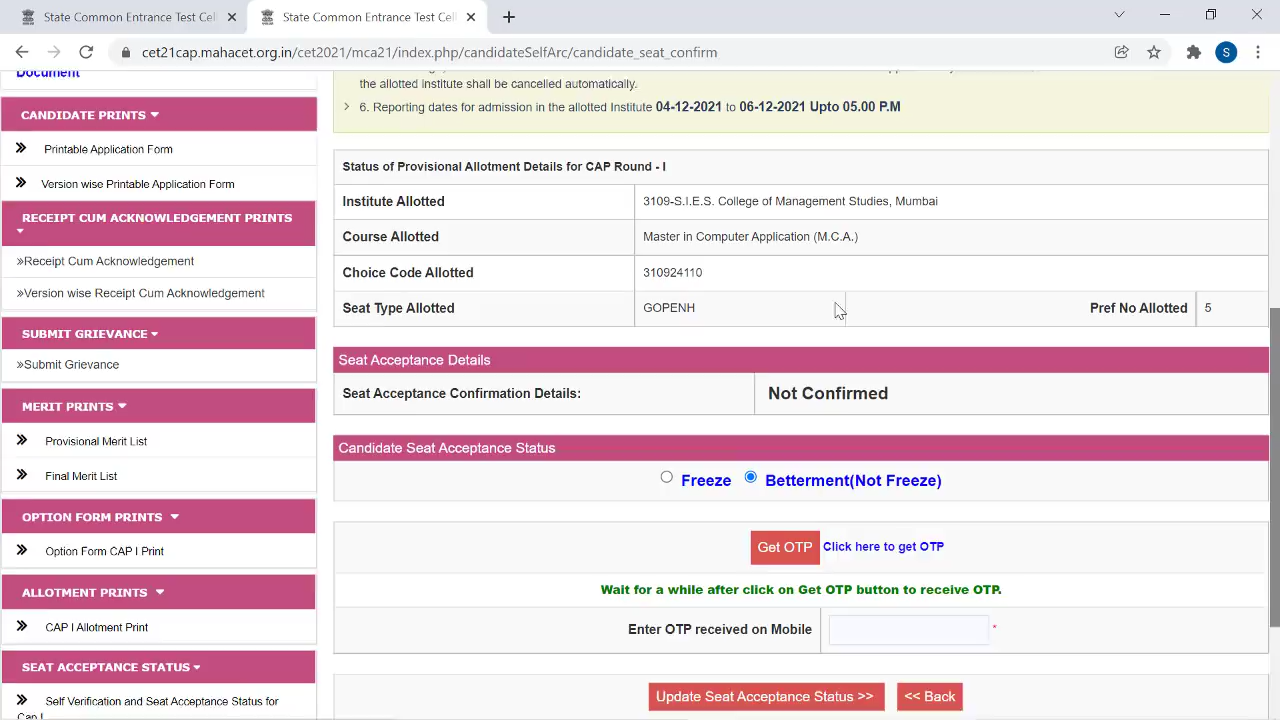 State Common Entrance Test Cell
State Common Entrance Test Cell
cet21cap.mahacet.org.in/cet2021/mca21/index.php/candidateSelfArc/candidate_seat_confirm
S
Document
CANDIDATE PRINTS
Printable Application Form
Version wise Printable Application Form
RECEIPT CUM ACKNOWLEDGEMENT PRINTS
»Receipt Cum Acknowledgement
»Version wise Receipt Cum Acknowledgement
SUBMIT GRIEVANCE
»Submit Grievance
MERIT PRINTS
Provisional Merit List
Final Merit List
OPTION FORM PRINTS
Option Form CAP I Print
ALLOTMENT PRINTS
CAP I Allotment Print
SEAT ACCEPTANCE STATUS
Self Verification and Seat Acceptance Status for
Cap I
the allotted institute shall be cancelled automatically.
6. Reporting dates for admission in the allotted Institute 04-12-2021 to 06-12-2021 Upto 05.00 P.M
Status of Provisional Allotment Details for CAP Round - I
Institute Allotted 3109-S.I.E.S. College of Management Studies, Mumbai
Course Allotted Master in Computer Application (M.C.A.)
Choice Code Allotted 310924110
Seat Type Allotted GOPENH Pref No Allotted 5
Seat Acceptance Details
Seat Acceptance Confirmation Details: Not Confirmed
Candidate Seat Acceptance Status
Freeze Betterment(Not Freeze)
Get OTP Click here to get OTP
Wait for a while after click on Get OTP button to receive OTP.
Enter OTP received on Mobile *
Update Seat Acceptance Status >> << Back